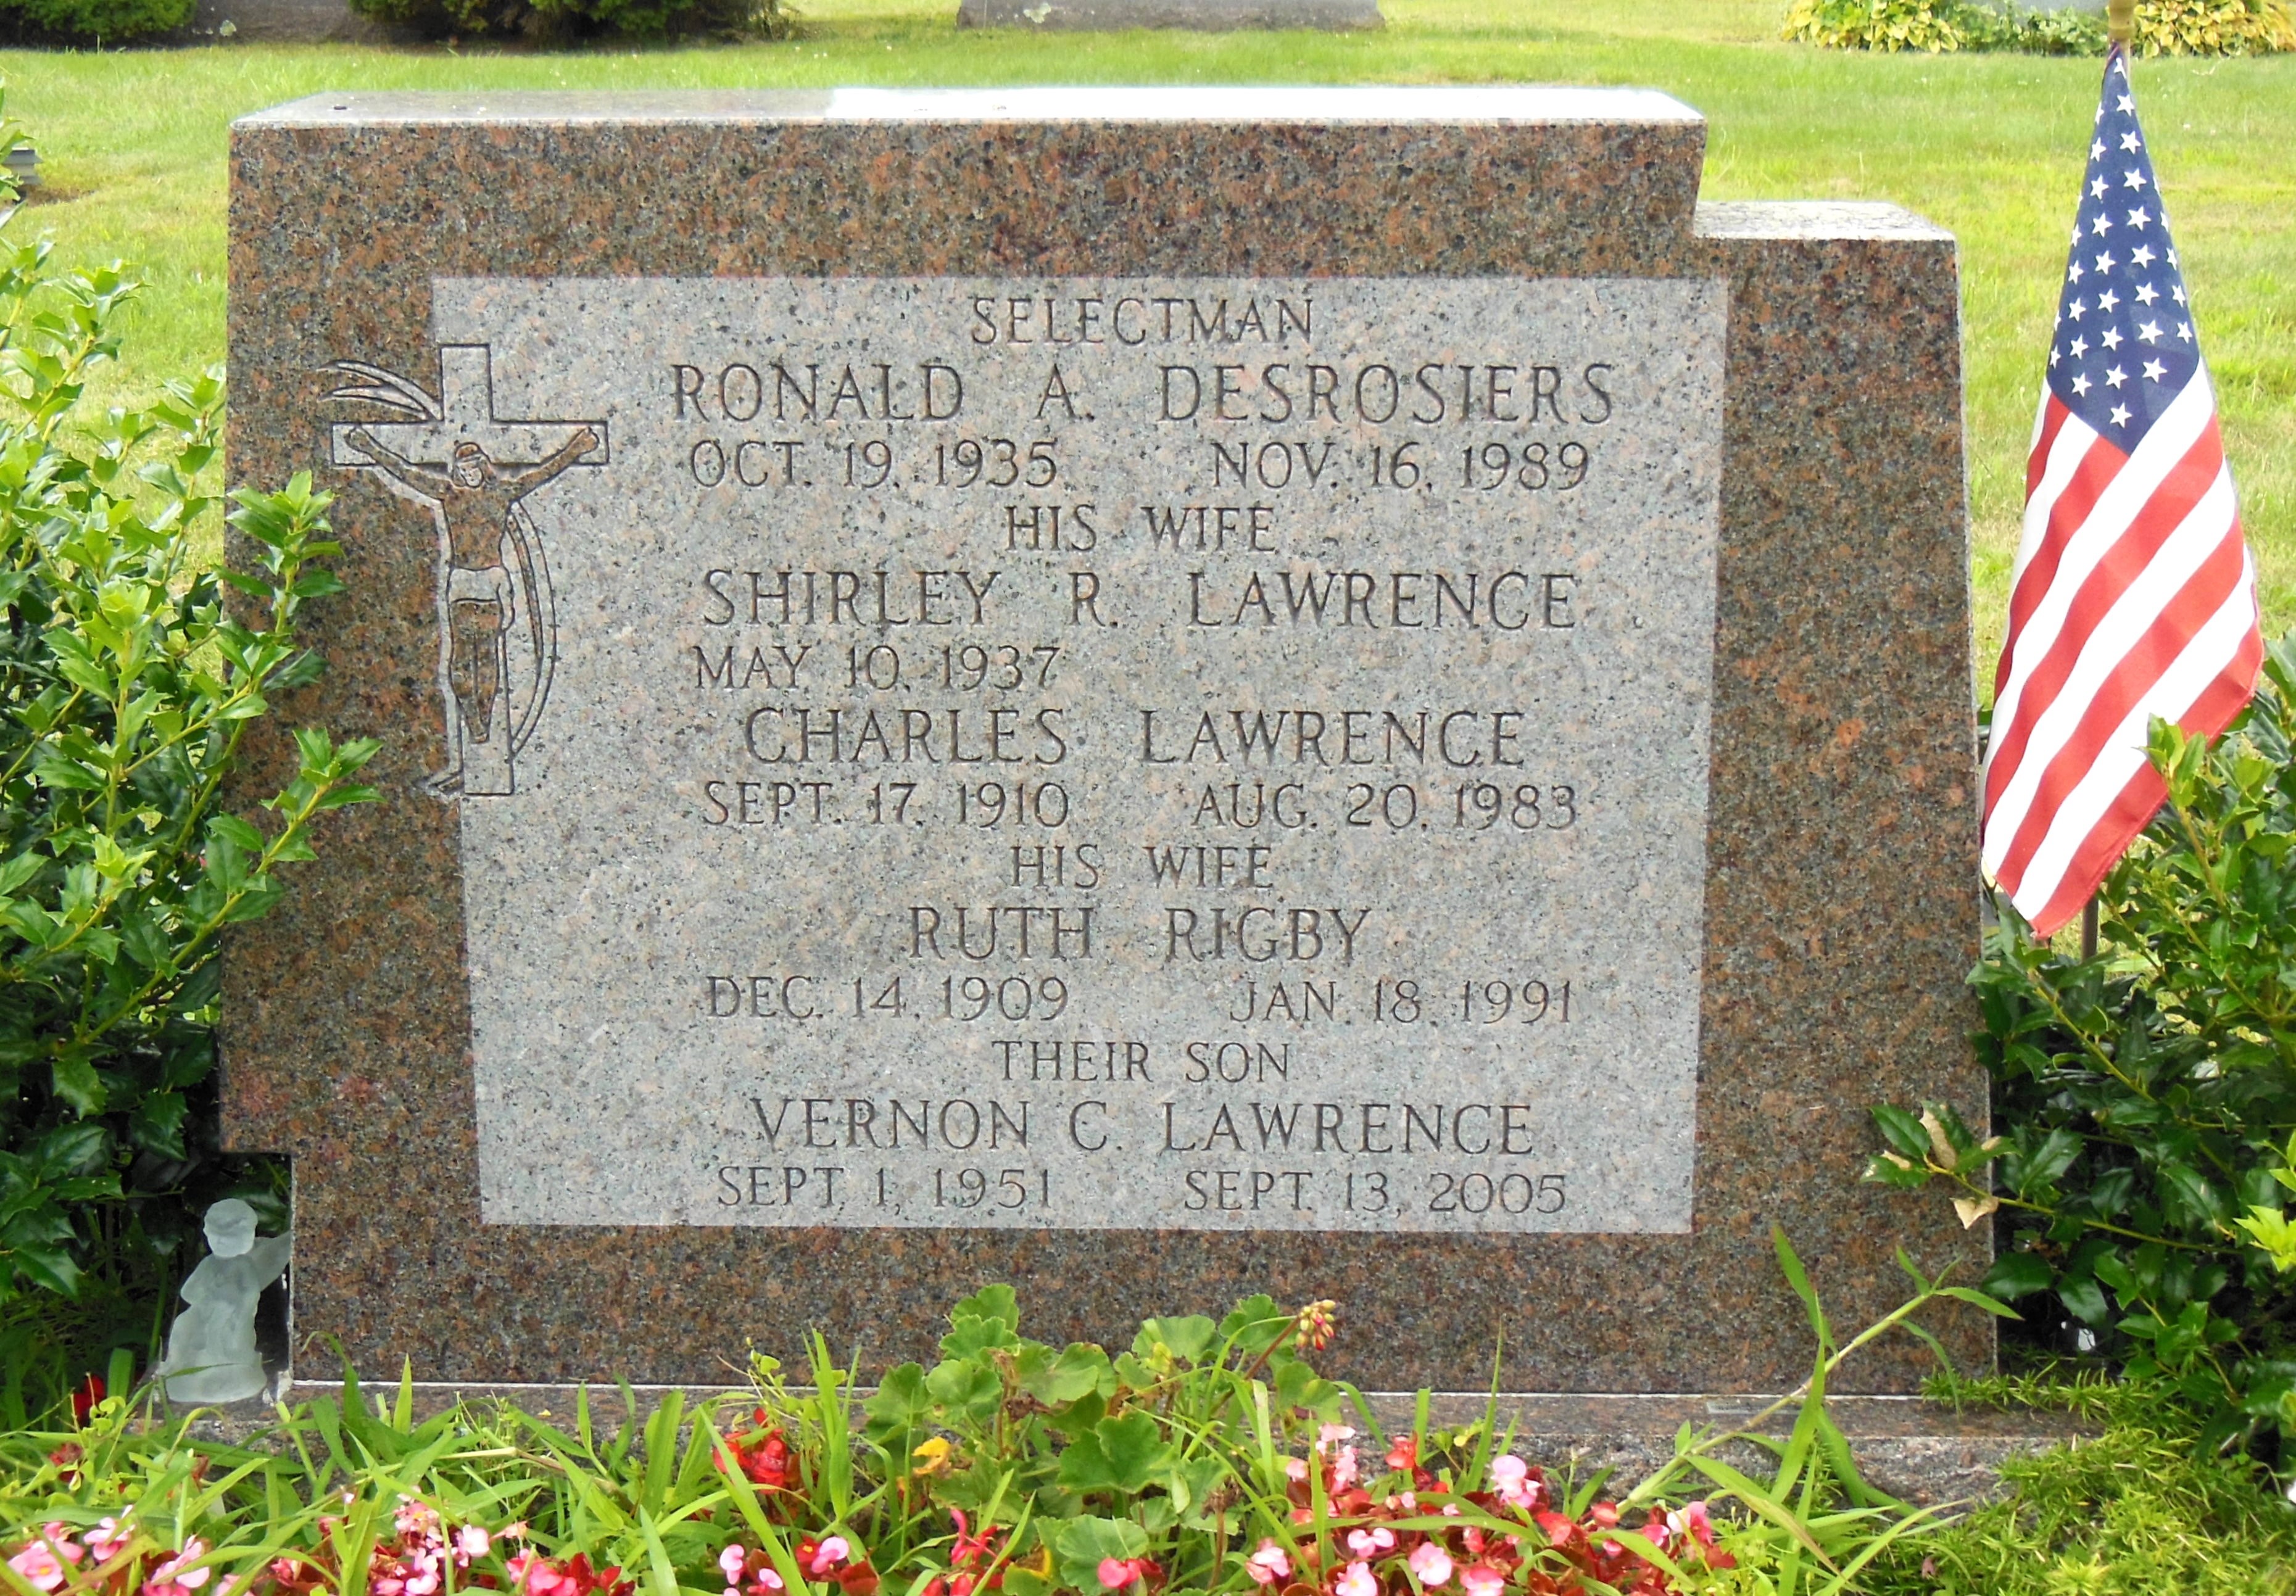 SELECTMAN
RONALD A. DESROSIERS
OCT. 19, 1935 NOV. 16, 1989
HIS WIFE
SHIRLEY R. LAWRENCE
MAY 10, 1937
CHARLES LAWRENCE
SEPT. 17, 1910 AUG. 20, 1983
HIS WIFE
RUTH RIGBY
DEC. 14, 1909 JAN. 18, 1991
THEIR SON
VERNON C. LAWRENCE
SEPT. 1, 1951 SEPT. 13, 2005